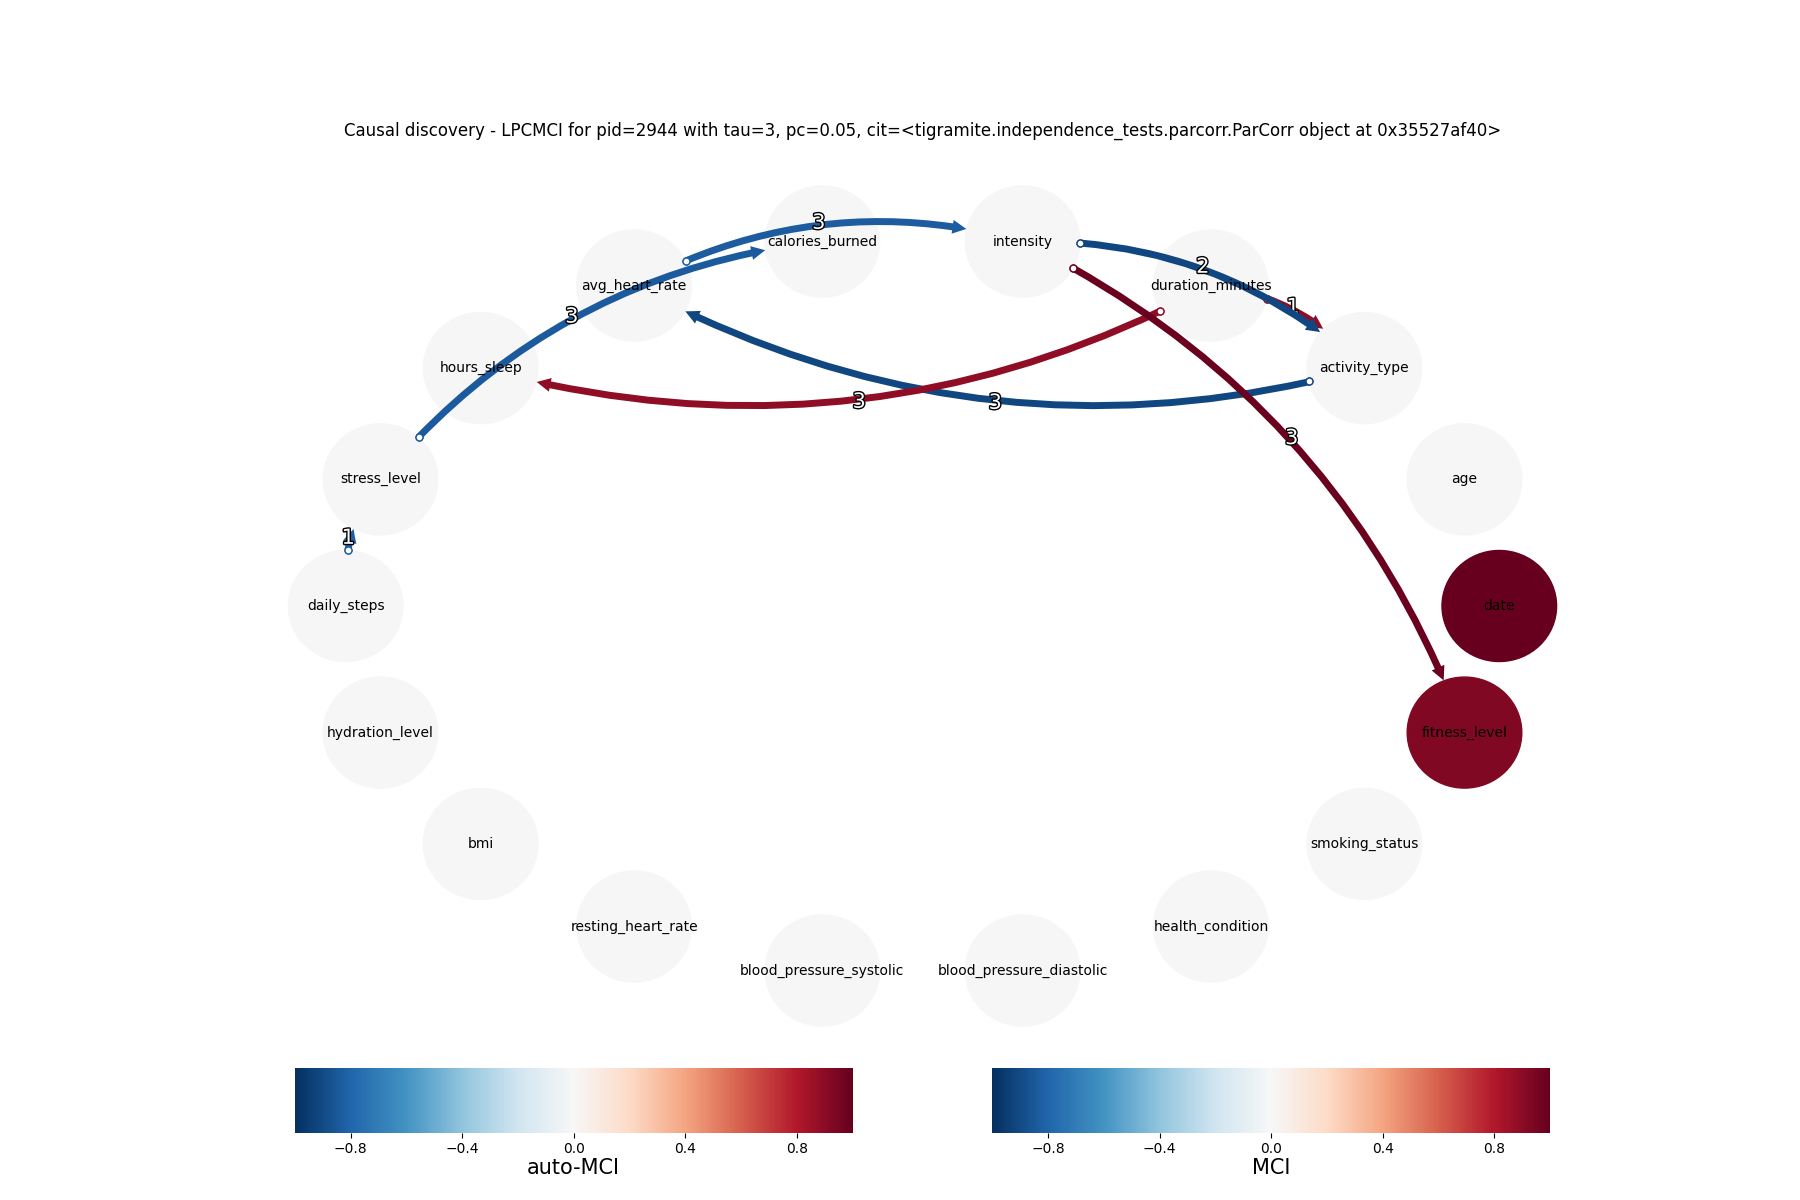 Causal discovery - LPCMCI for pid=2944 with tau=3, pc=0.05, cit=<tigramite.independence_tests.parcorr.ParCorr object at 0x35527af40>
3
calories_burned
intensity
2
avg_heart_rate
duration_minutes
1
3
hours_sleep
activity_type
3
3
3
stress_level
age
1
daily_steps
date
hydration_level
fitness_level
bmi
smoking_status
resting_heart_rate
health_condition
blood_pressure_systolic
blood_pressure_diastolic
−0.8 −0.4 0.0 0.4 0.8
auto-MCI
−0.8 −0.4 0.0 0.4 0.8
MCI